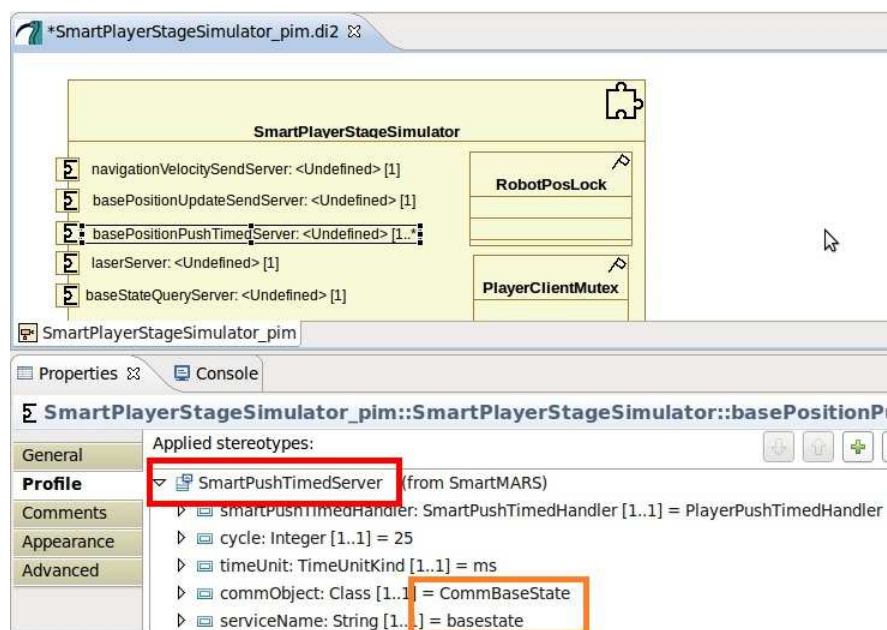 *SmartPlayerStageSimulator_pim.di2
SmartPlayerStageSimulator
navigationVelocitySendServer: <Undefined> [1]
RobotPosLock
basePositionUpdateSendServer: <Undefined> [1]
basePositionPushTimedServer: <Undefined> [1..*
laserServer: <Undefined> [1]
PlayerClientMutex
baseStateQueryServer: <Undefined> [1]
SmartPlayerStageSimulator_pim
Properties Console
SmartPlayerStageSimulator_pim::SmartPlayerStageSimulator::basePositionPu
General
Applied stereotypes:
Profile
SmartPushTimedServer (from SmartMARS)
Comments
smartPushTimedHandler: SmartPushTimedHandler [1..1] = PlayerPushTimedHandler
Appearance
cycle: Integer [1..1] = 25
Advanced
timeUnit: TimeUnitKind [1..1] = ms
commObject: Class [1..1] = CommBaseState
serviceName: String [1..1] = basestate